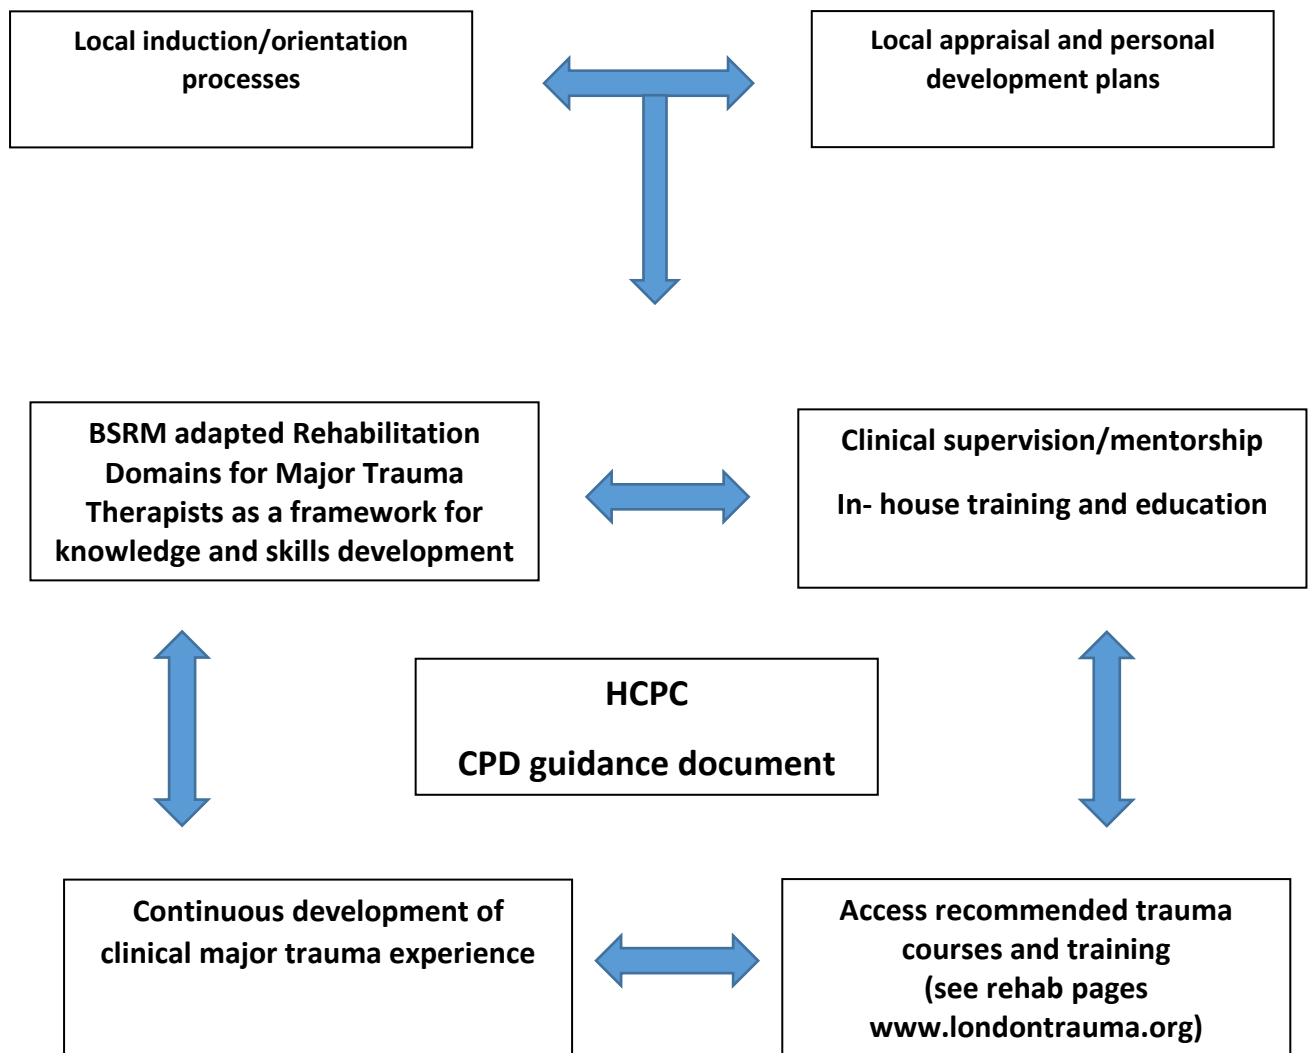 Local induction/orientation
processes
Local appraisal and personal
development plans
BSRM adapted Rehabilitation
Domains for Major Trauma
Therapists as a framework for
knowledge and skills development
Clinical supervision/mentorship
In- house training and education
HCPC
CPD guidance document
Continuous development of
clinical major trauma experience
Access recommended trauma
courses and training
(see rehab pages
www.londontrauma.org)